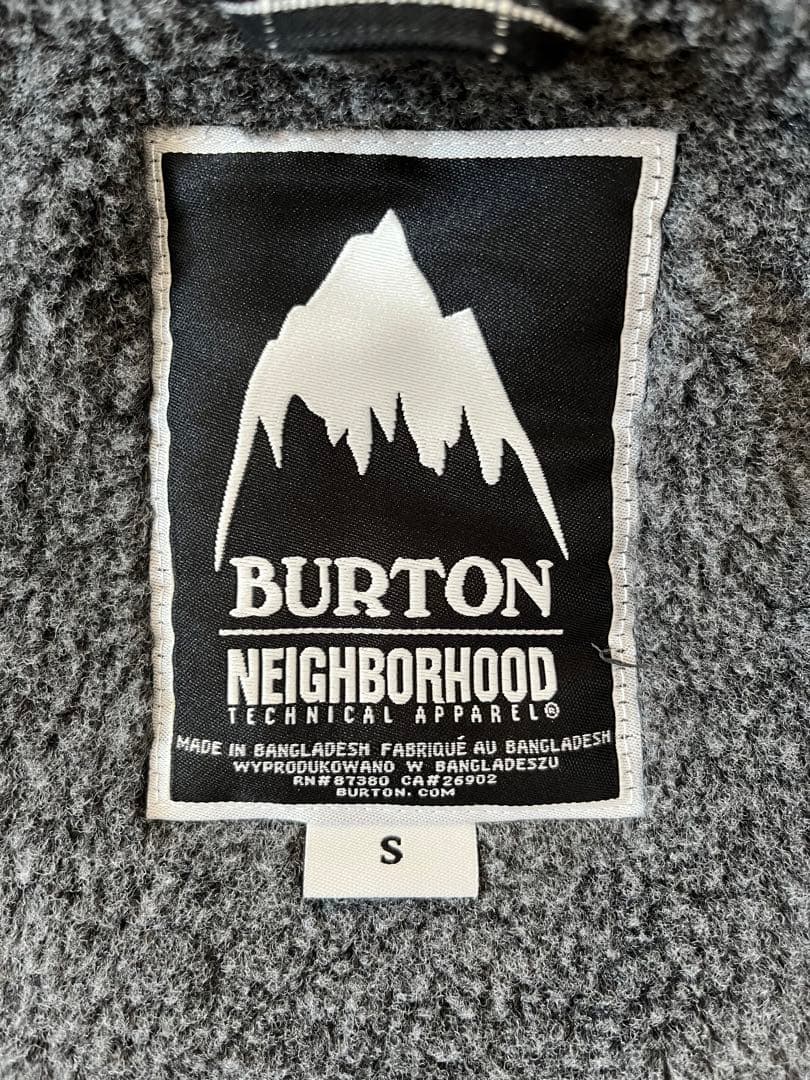 BURTON
NEIGHBORHOOD
TECHNICAL APPAREL®
MADE IN BANGLADESH FABRIQUÉ AU BANGLADESH
WYPRODUKOWANO W BANGLADESZU
RN#87380 CA#26902
BURTON.COM
S